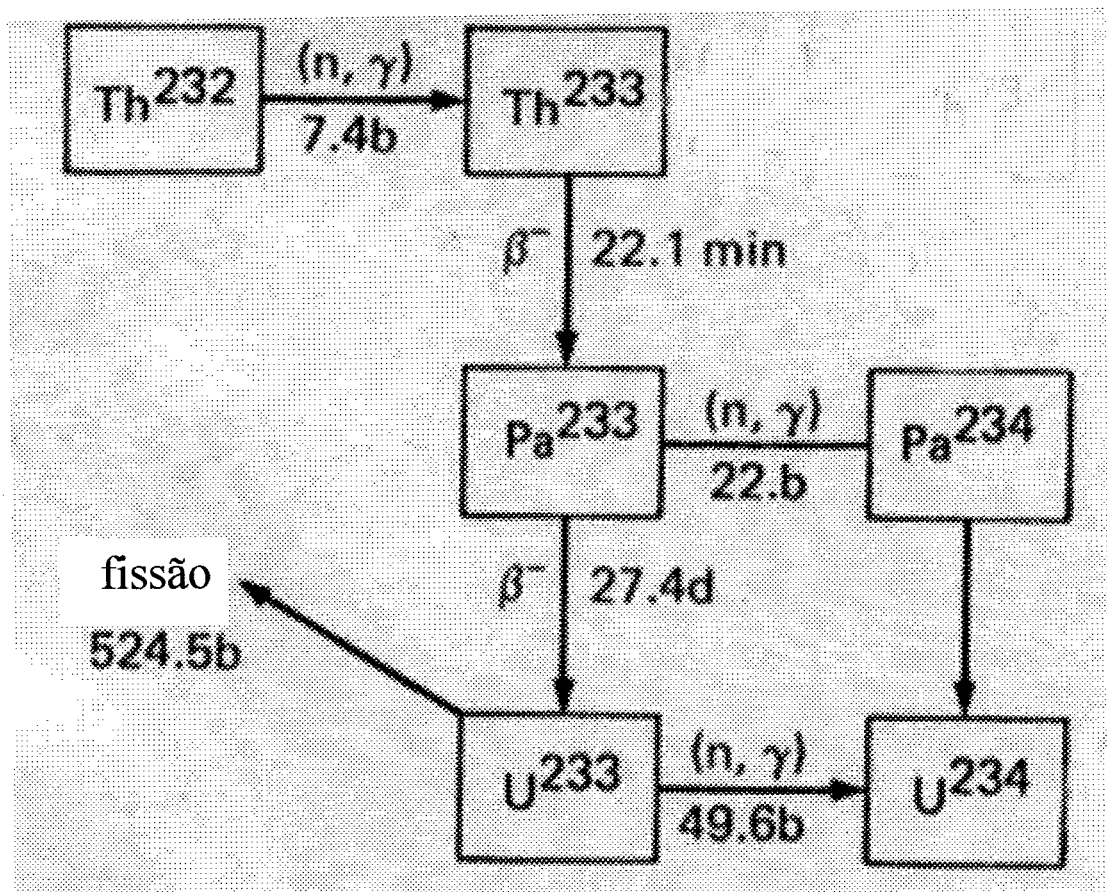 Th²³²
(n, γ)
7.4b
Th²³³
β⁻
22.1 min
Pa²³³
(n, γ)
22.b
Pa²³⁴
β⁻
27.4d
fissão
524.5b
U²³³
(n, γ)
49.6b
U²³⁴